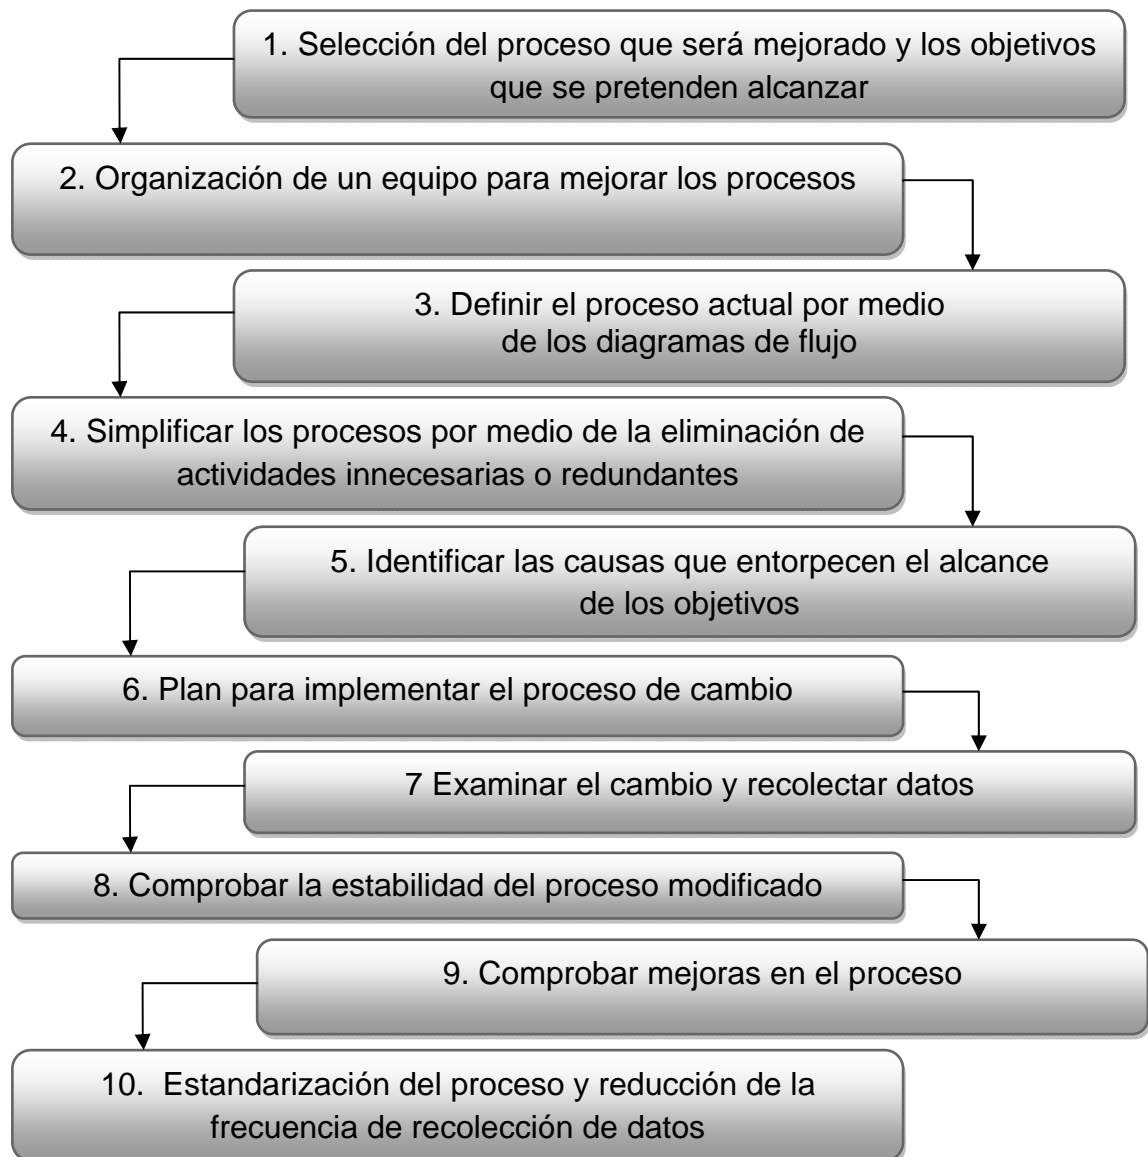 1. Selección del proceso que será mejorado y los objetivos
que se pretenden alcanzar
2. Organización de un equipo para mejorar los procesos
3. Definir el proceso actual por medio
de los diagramas de flujo
4. Simplificar los procesos por medio de la eliminación de
actividades innecesarias o redundantes
5. Identificar las causas que entorpecen el alcance
de los objetivos
6. Plan para implementar el proceso de cambio
7 Examinar el cambio y recolectar datos
8. Comprobar la estabilidad del proceso modificado
9. Comprobar mejoras en el proceso
10. Estandarización del proceso y reducción de la
frecuencia de recolección de datos